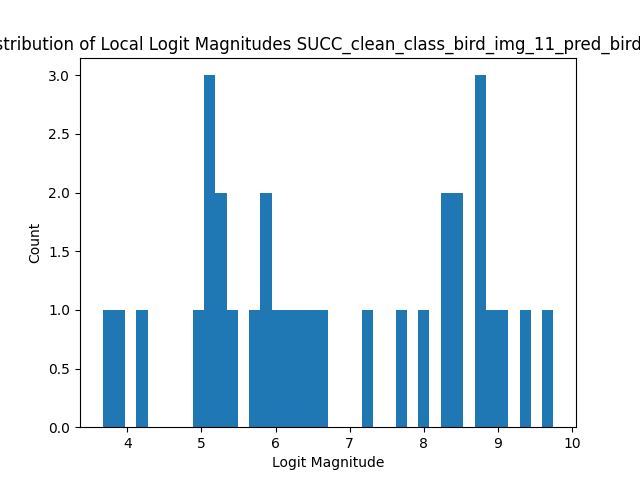 stribution of Local Logit Magnitudes SUCC_clean_class_bird_img_11_pred_bird
3.0
2.5
2.0
1.5
1.0
0.5
0.0
Count
4 5 6 7 8 9 10
Logit Magnitude